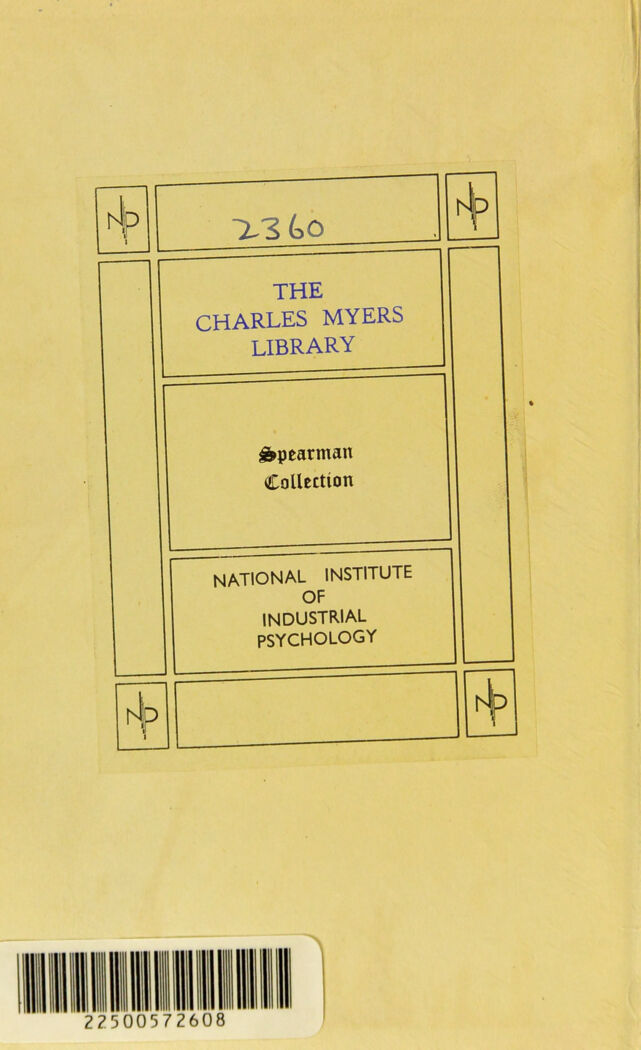 2360
THE
CHARLES MYERS
LIBRARY
Spearman
Collection
NATIONAL INSTITUTE
OF
INDUSTRIAL
PSYCHOLOGY
22500572608